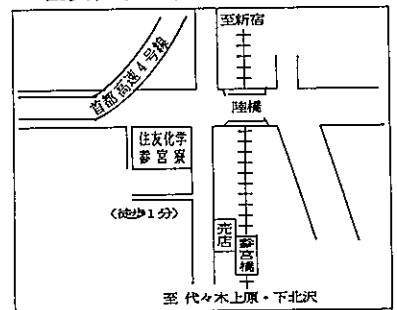 至新宿
首都高速4号線
陸橋
住友化学
参宮寮
(徒歩1分)
売店
参宮橋
至 代々木上原・下北沢